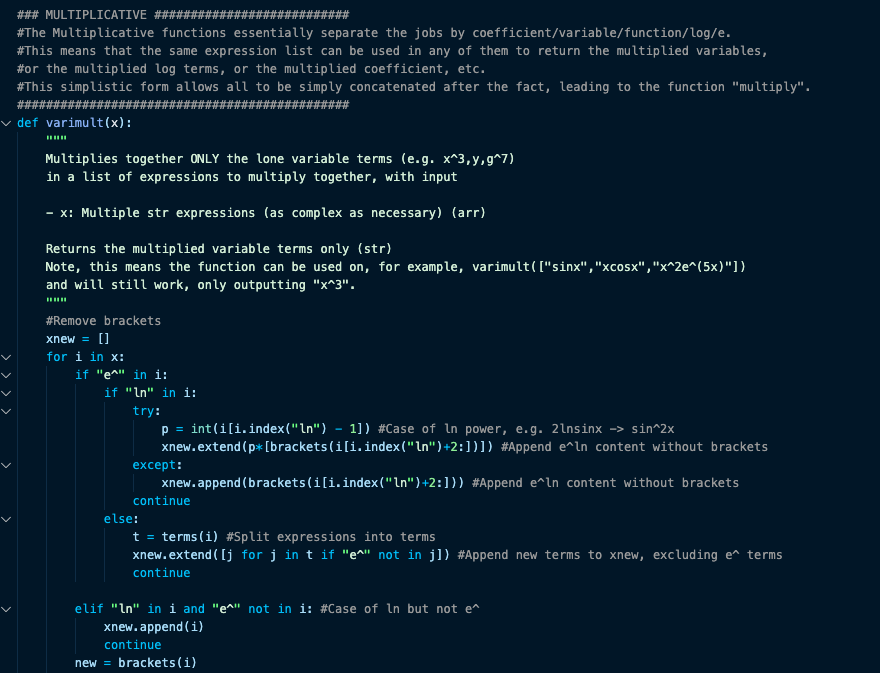 ### MULTIPLICATIVE ###########################
#The Multiplicative functions essentially separate the jobs by coefficient/variable/function/log/e.
#This means that the same expression list can be used in any of them to return the multiplied variables,
#or the multiplied log terms, or the multiplied coefficient, etc.
#This simplistic form allows all to be simply concatenated after the fact, leading to the function "multiply".
##############################################
def varimult(x):
    """
    Multiplies together ONLY the lone variable terms (e.g. x^3,y,g^7)
    in a list of expressions to multiply together, with input

    - x: Multiple str expressions (as complex as necessary) (arr)

    Returns the multiplied variable terms only (str)
    Note, this means the function can be used on, for example, varimult(["sinx","xcosx","x^2e^(5x)"])
    and will still work, only outputting "x^3".
    """
    #Remove brackets
    xnew = []
    for i in x:
        if "e^" in i:
            if "ln" in i:
                try:
                    p = int(i[i.index("ln") - 1]) #Case of ln power, e.g. 2lnsinx -> sin^2x
                    xnew.extend(p*[brackets(i[i.index("ln")+2:])]) #Append e^ln content without brackets
                except:
                    xnew.append(brackets(i[i.index("ln")+2:])) #Append e^ln content without brackets
                continue
            else:
                t = terms(i) #Split expressions into terms
                xnew.extend([j for j in t if "e^" not in j]) #Append new terms to xnew, excluding e^ terms
                continue

        elif "ln" in i and "e^" not in i: #Case of ln but not e^
            xnew.append(i)
            continue
        new = brackets(i)